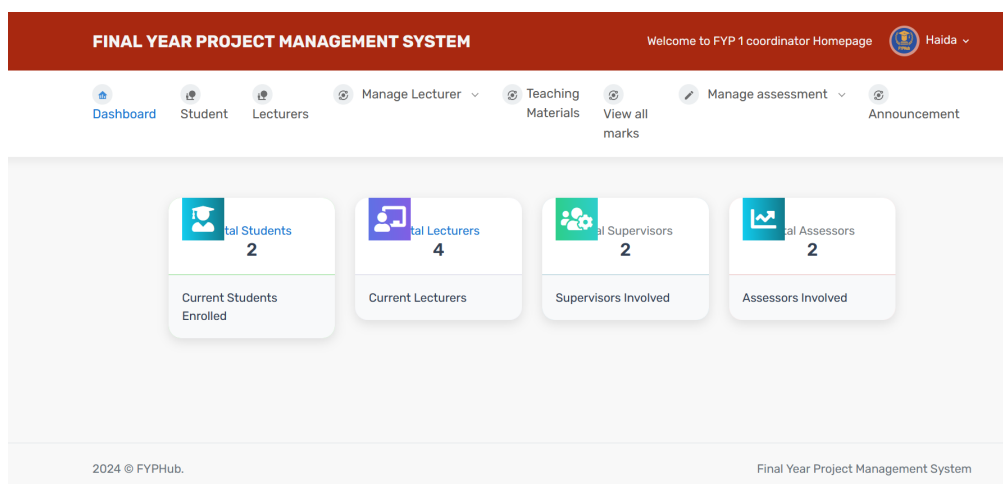 FINAL YEAR PROJECT MANAGEMENT SYSTEM
Welcome to FYP 1 coordinator Homepage
Haida
Dashboard
Student
Lecturers
Manage Lecturer
Teaching
Materials
View all
marks
Manage assessment
Announcement
tal Students
2
Current Students
Enrolled
tal Lecturers
4
Current Lecturers
l Supervisors
2
Supervisors Involved
al Assessors
2
Assessors Involved
2024 © FYPHub.
Final Year Project Management System